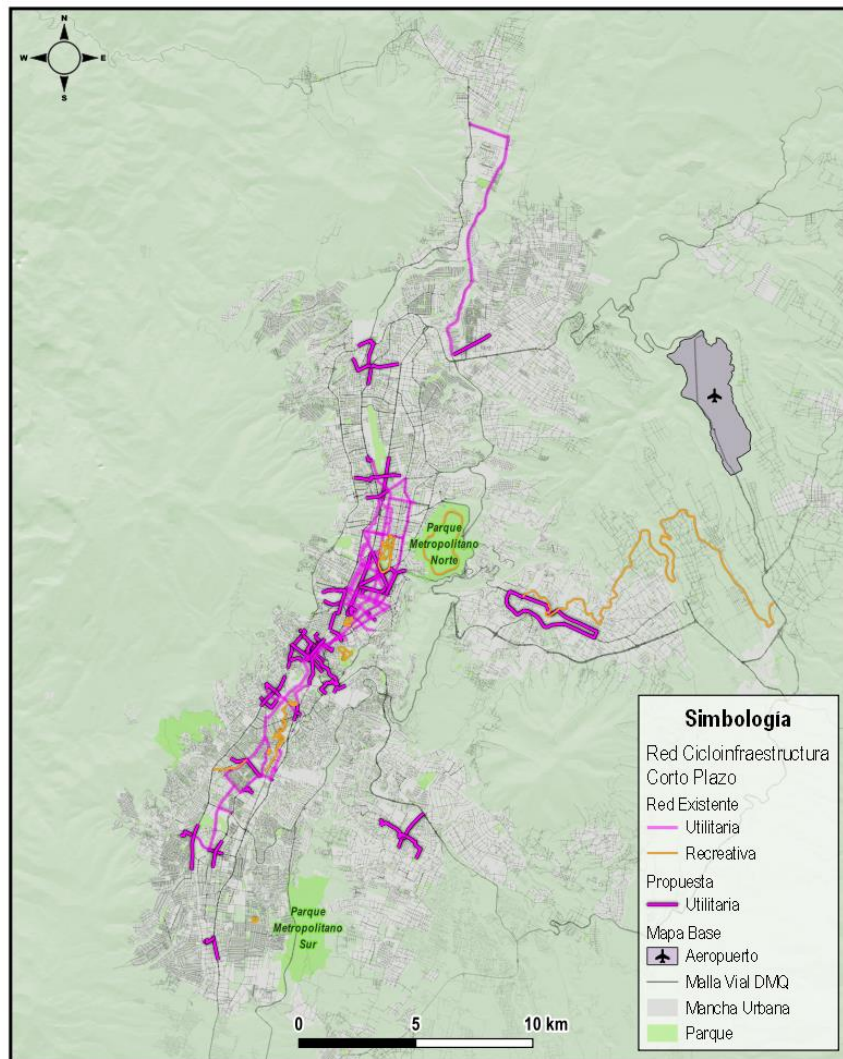 N
W
E
S
Parque
Metropolitano
Norte
Parque
Metropolitano
Sur
0
5
10 km
Simbología
Red Cicloinfraestructura
Corto Plazo
Red Existente
Utilitaria
Recreativa
Propuesta
Utilitaria
Mapa Base
Aeropuerto
Malla Vial DMQ
Mancha Urbana
Parque